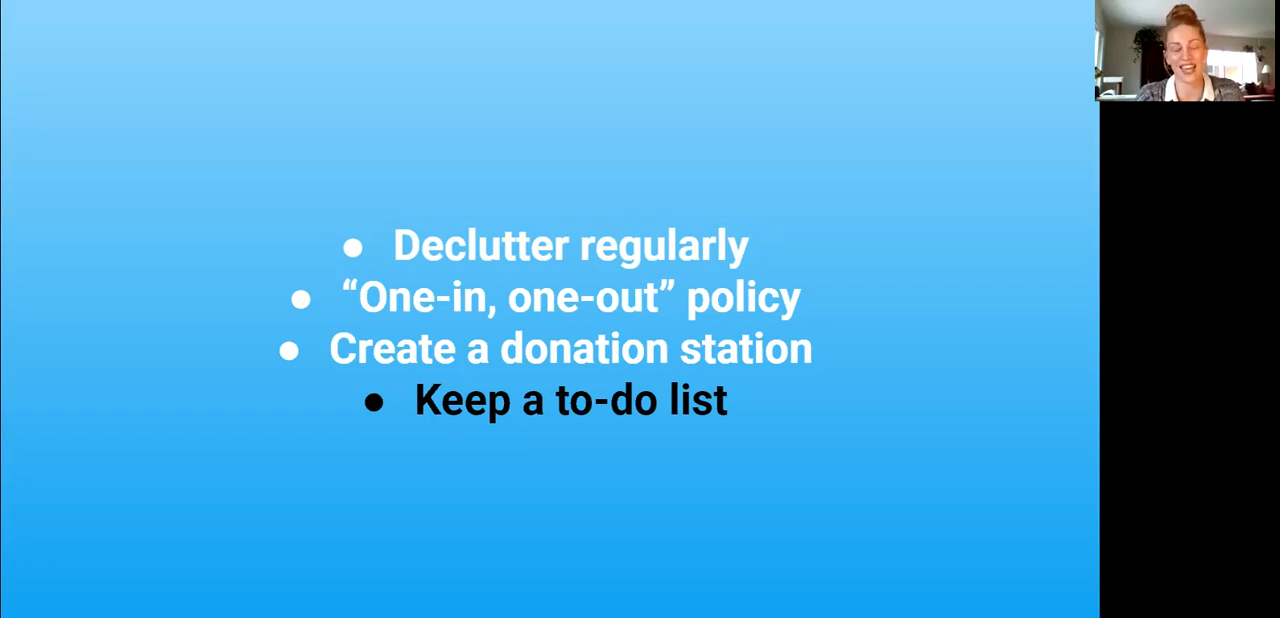 ● Declutter regularly
● “One-in, one-out” policy
● Create a donation station
● Keep a to-do list